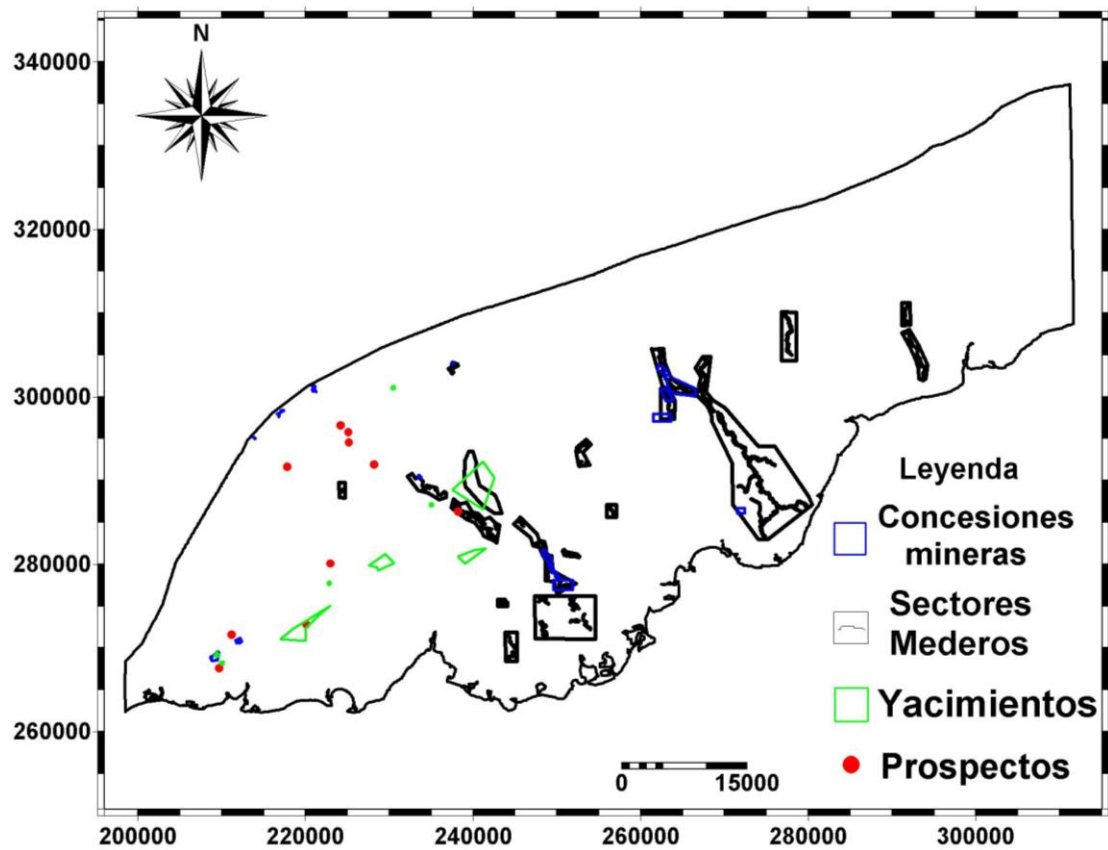 N
340000
320000
300000
280000
260000
Leyenda
Concesiones
mineras
Sectores
Mederos
Yacimientos
Prospectos
0 15000
200000 220000 240000 260000 280000 300000